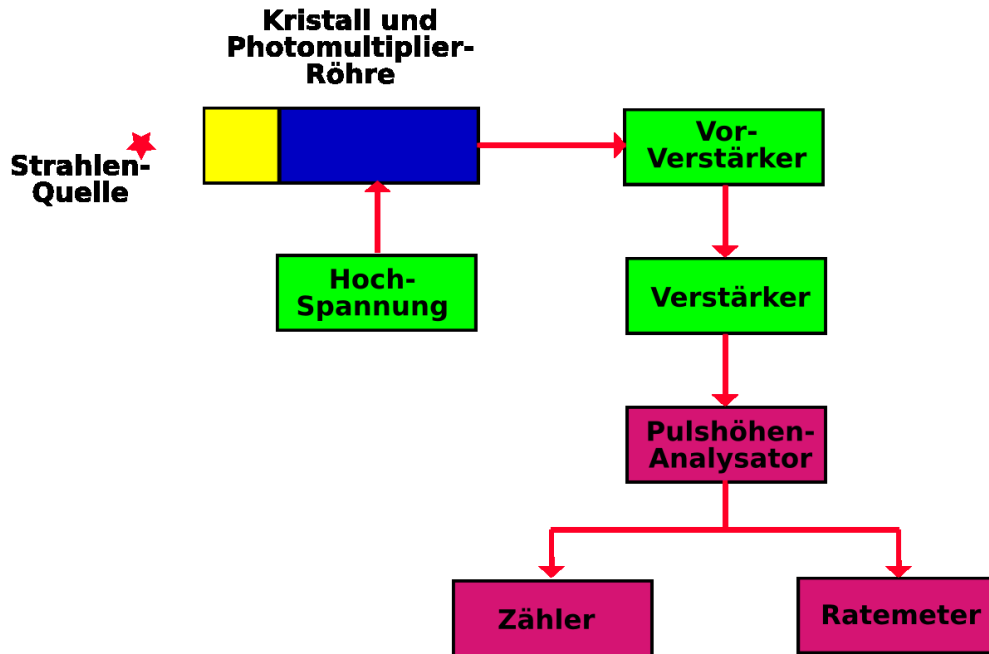 Kristall und
Photomultiplier-
Röhre
Strahlen-
Quelle
Vor-
Verstärker
Hoch-
Spannung
Verstärker
Pulshöhen-
Analysator
Zähler
Ratemeter